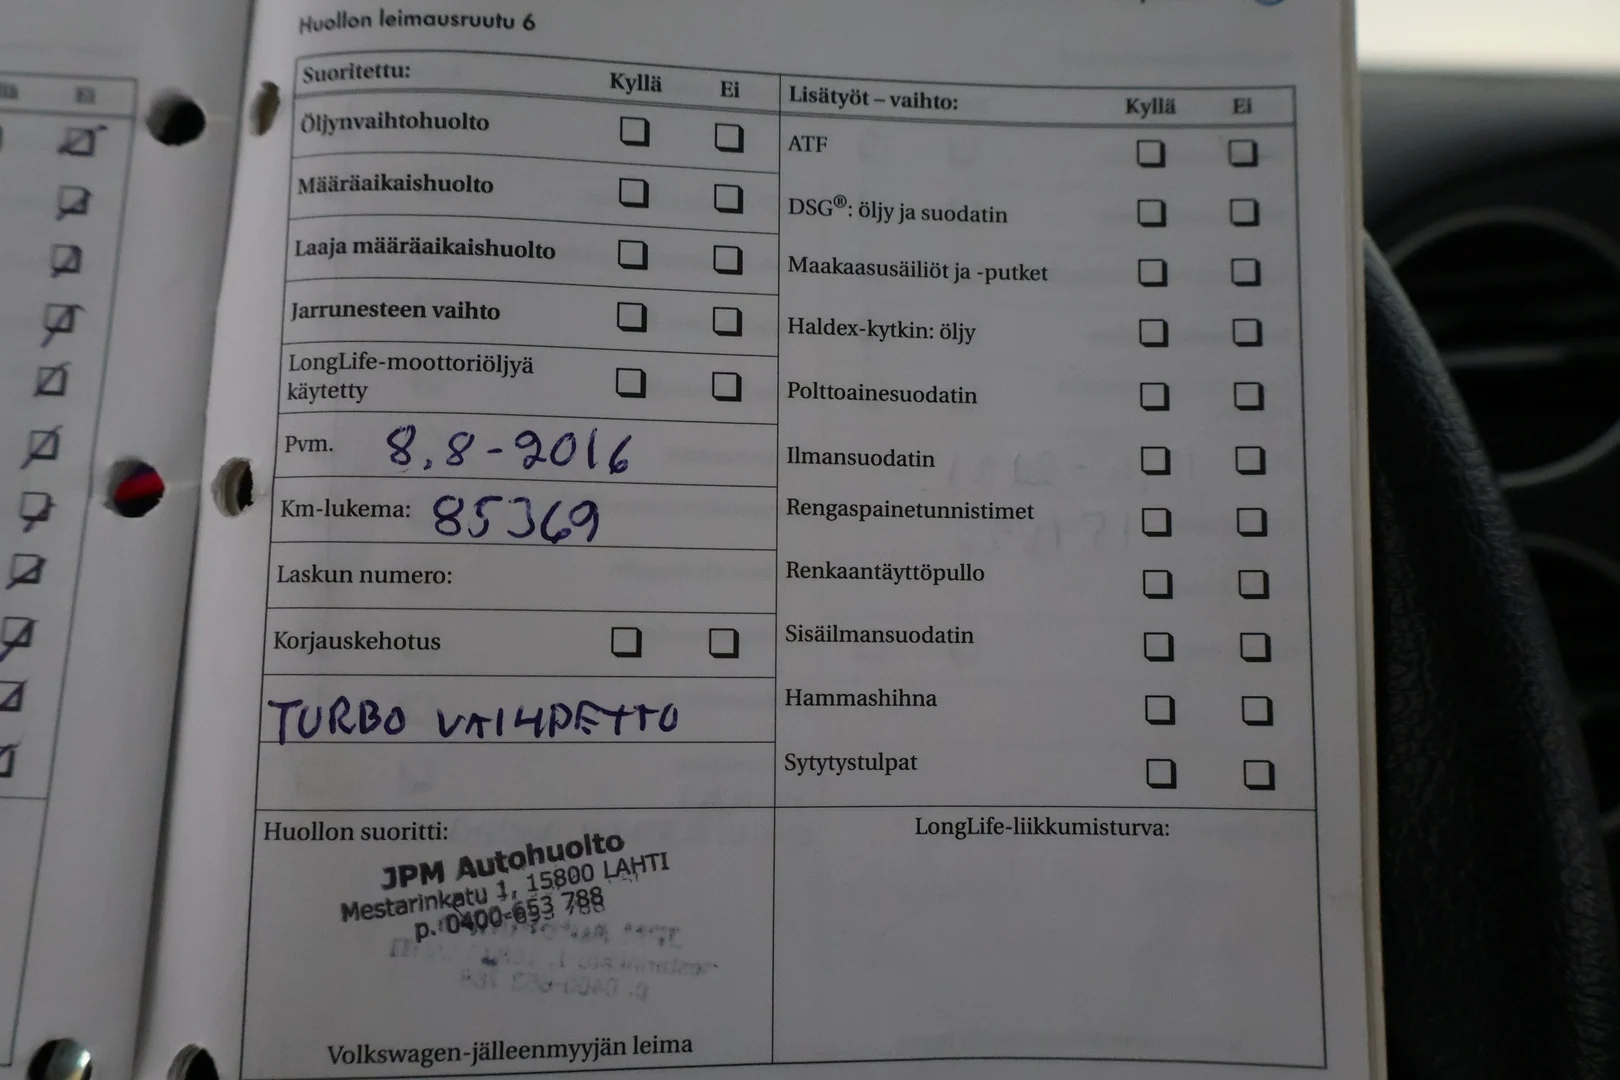 Huollon leimausruutu 6
Suoritettu: Kyllä Ei
Öljynvaihtohuolto
Määräaikaishuolto
Laaja määräaikaishuolto
Jarrunesteen vaihto
LongLife-moottoriöljyä
käytetty
Pvm. 8.8-2016
Km-lukema: 85369
Laskun numero:
Korjauskehotus
TURBO VAIHDETTO
Lisätyöt – vaihto: Kyllä Ei
ATF
DSG®: öljy ja suodatin
Maakaasusäiliöt ja -putket
Haldex-kytkin: öljy
Polttoainesuodatin
Ilmansuodatin
Rengaspainetunnistimet
Renkaantäyttöpullo
Sisäilmansuodatin
Hammashihna
Sytytystulpat
Huollon suoritti:
JPM Autohuolto
Mestarinkatu 1, 15800 LAHTI
p. 0400-653 788
Volkswagen-jälleenmyyjän leima
LongLife-liikkumisturva:
Ei